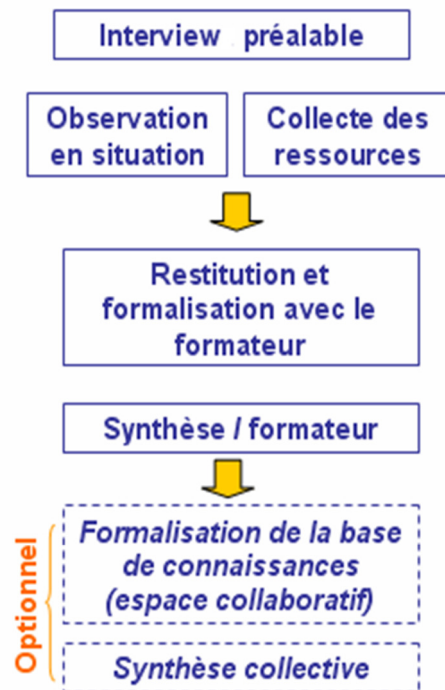 Interview préalable
Observation
en situation
Collecte des
ressources
Restitution et
formalisation avec le
formateur
Synthèse / formateur
Optionnel
Formalisation de la base
de connaissances
(espace collaboratif)
Synthèse collective